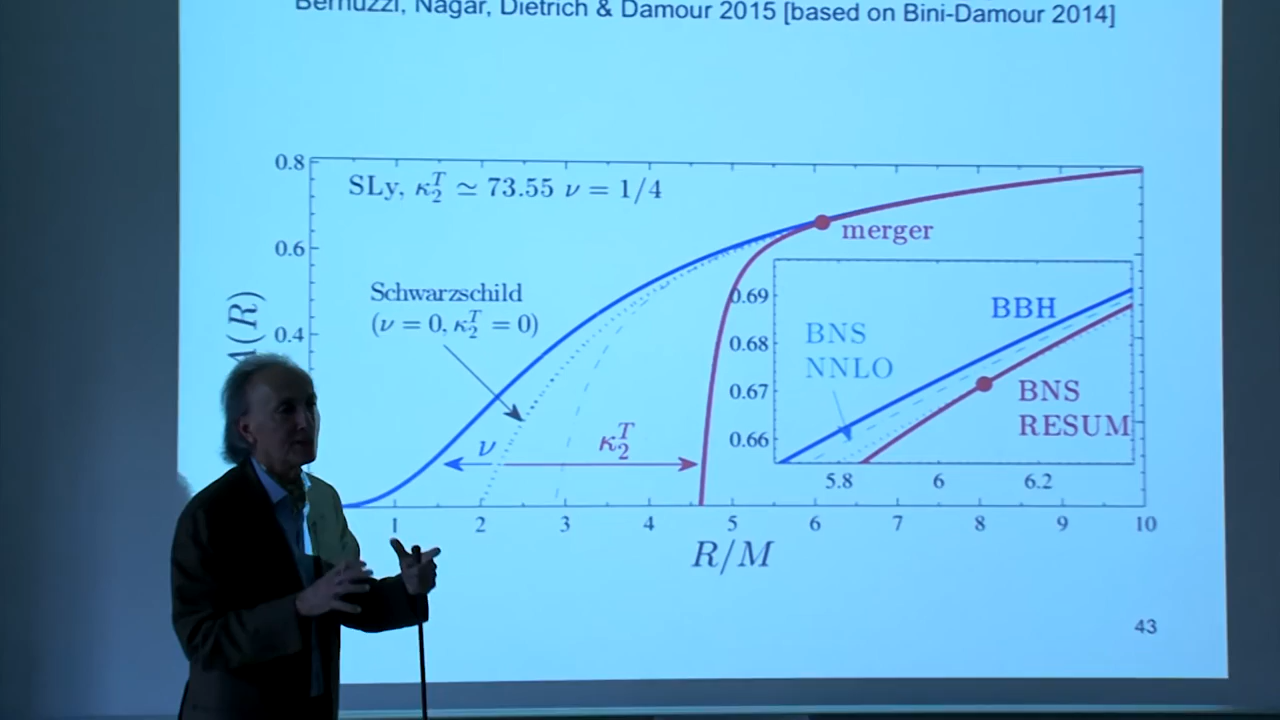 Bernuzzi, Nagar, Dietrich & Damour 2015 [based on Bini-Damour 2014]
0.8
SLy, κ₂ᵀ ≃ 73.55 ν = 1/4
0.6
merger
Schwarzschild
(ν = 0, κ₂ᵀ = 0)
0.4
A(R)
0.69
0.68
0.67
0.66
BBH
BNS
NNLO
BNS
RESUM
5.8 6 6.2
ν
κ₂ᵀ
1 2 3 4 5 6 7 8 9 10
R/M
43